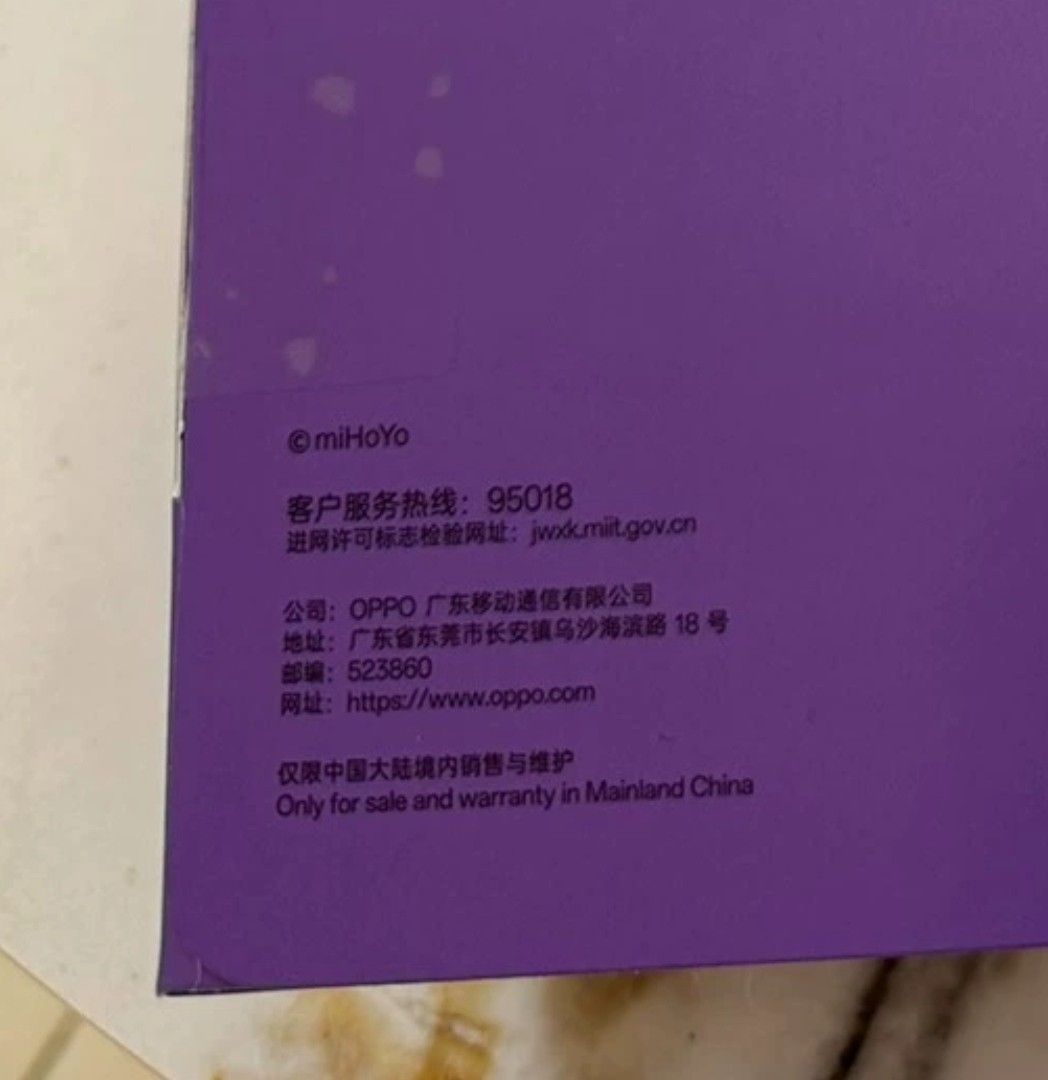 ©miHoYo
客户服务热线：95018
进网许可标志检验网址：jwxk.miit.gov.cn
公司：OPPO 广东移动通信有限公司
地址：广东省东莞市长安镇乌沙海滨路 18 号
邮编：523860
网址：https://www.oppo.com
仅限中国大陆境内销售与维护
Only for sale and warranty in Mainland China